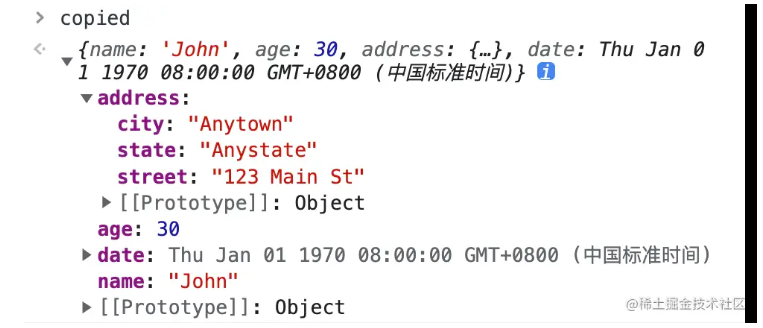 copied
{name: 'John', age: 30, address: {…}, date: Thu Jan 0
1 1970 08:00:00 GMT+0800 (中国标准时间)} i
address:
city: "Anytown"
state: "Anystate"
street: "123 Main St"
[[Prototype]]: Object
age: 30
date: Thu Jan 01 1970 08:00:00 GMT+0800 (中国标准时间)
name: "John"
[[Prototype]]: Object
@稀土掘金技术社区